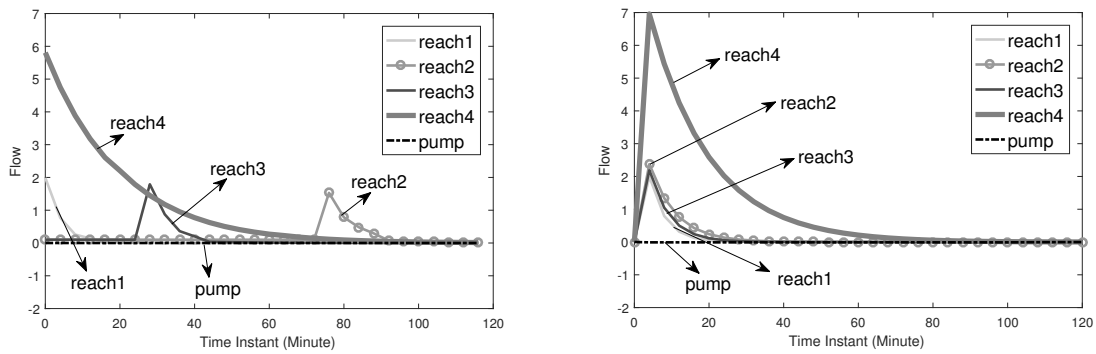 7
6
5
4
3
2
1
0
-1
-2
Flow
0
20
40
60
80
100
120
Time Instant (Minute)
reach1
reach2
reach3
reach4
pump
reach4
reach3
reach2
reach1
pump
7
6
5
4
3
2
1
0
-1
-2
Flow
0
20
40
60
80
100
120
Time Instant (Minute)
reach1
reach2
reach3
reach4
pump
reach4
reach2
reach3
reach1
pump